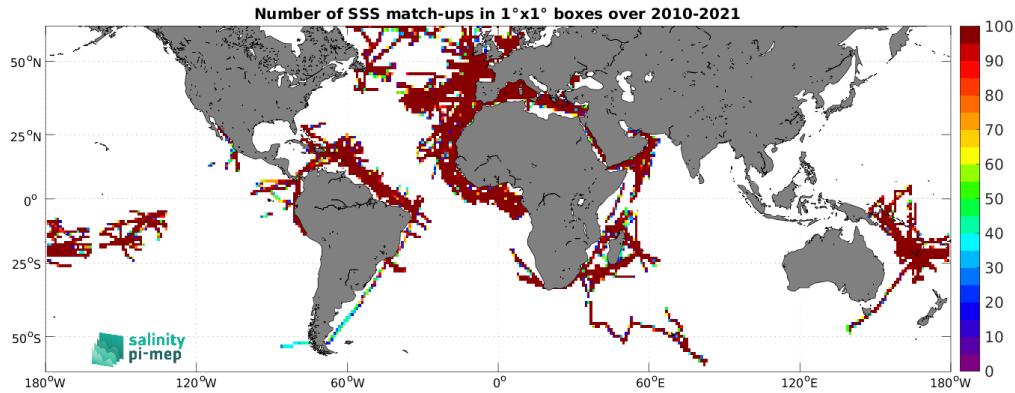 Number of SSS match-ups in 1°x1° boxes over 2010-2021
50°N
25°N
0°
25°S
50°S
180°W
120°W
60°W
0°
60°E
120°E
180°W
100
90
80
70
60
50
40
30
20
10
0
salinity
pi-mep